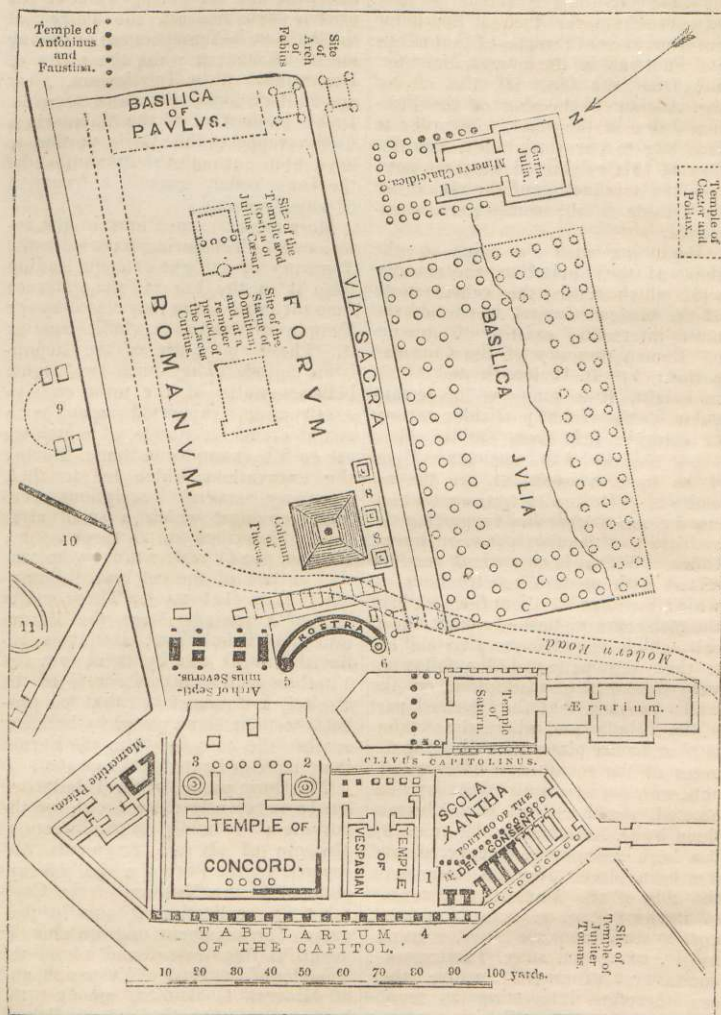 Temple of
Antoninus
and
Faustina.
Site
of
Arch
of
Fabius
N
BASILICA
OF
PAVLVS.
Curia
Julia.
Minerva Chalcidica.
Temple of
Castor and
Pollux.
Site of the
Temple and
Rostra of
Julius Cæsar.
Site of the
Statue of
Domitian;
and, at a
remoter
period, of
the Lacus
Curtius.
FORVM
ROMANVM.
VIA SACRA
BASILICA
JVLIA
9
10
11
8
8
Column
of
Phocas.
7
ROSTRA
5
6
Modern Road.
Arch of Septi-
mius Severus.
Temple
of
Saturn.
Ærarium.
CLIVUS CAPITOLINUS.
Mamertine Prison.
3
2
TEMPLE OF
CONCORD.
TEMPLE
OF
VESPASIAN
1
SCOLA
XANTHA
PORTICO OF THE
DEI CONSENT
TABULARIUM
OF THE CAPITOL.
4
Site of
Temple of
Jupiter
Tonans.
10 20 30 40 50 60 70 80 90 100 yards.